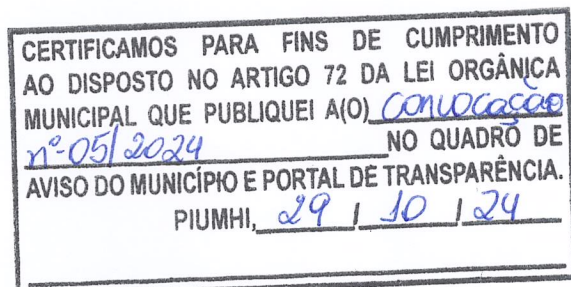 CERTIFICAMOS PARA FINS DE CUMPRIMENTO
AO DISPOSTO NO ARTIGO 72 DA LEI ORGÂNICA
MUNICIPAL QUE PUBLIQUEI A(O) Convocação
nº-05/2024 NO QUADRO DE
AVISO DO MUNICÍPIO E PORTAL DE TRANSPARÊNCIA.
PIUMHI, 29 / 10 / 24